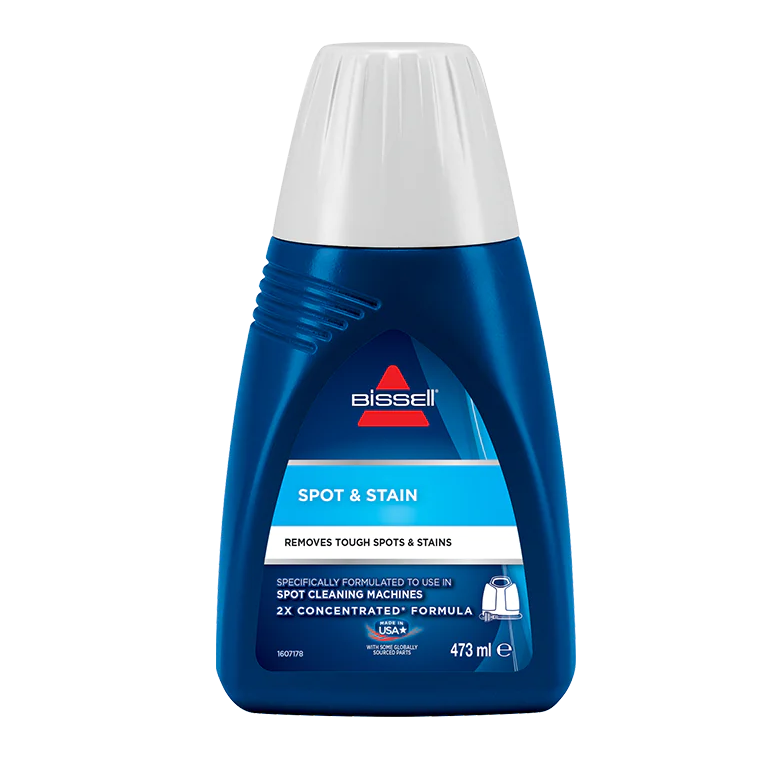 BISSELL®
SPOT & STAIN
REMOVES TOUGH SPOTS & STAINS
SPECIFICALLY FORMULATED TO USE IN
SPOT CLEANING MACHINES
2X CONCENTRATED* FORMULA
MADE IN
USA
WITH SOME GLOBALLY
SOURCED PARTS
1607178
473 ml ℮